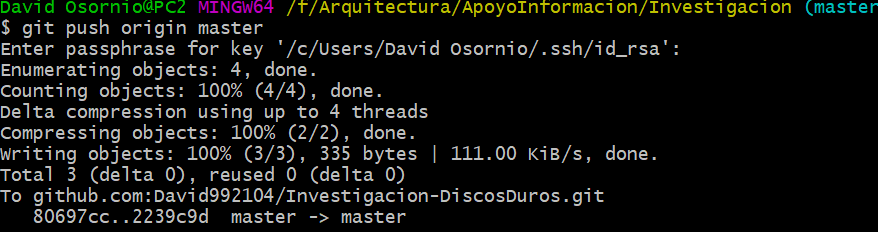 David Osornio@PC2 MINGW64 /f/Arquitectura/ApoyoInformacion/Investigacion (master
$ git push origin master
Enter passphrase for key '/c/Users/David Osornio/.ssh/id_rsa':
Enumerating objects: 4, done.
Counting objects: 100% (4/4), done.
Delta compression using up to 4 threads
Compressing objects: 100% (2/2), done.
Writing objects: 100% (3/3), 335 bytes | 111.00 KiB/s, done.
Total 3 (delta 0), reused 0 (delta 0)
To github.com:David992104/Investigacion-DiscosDuros.git
   80697cc..2239c9d  master -> master